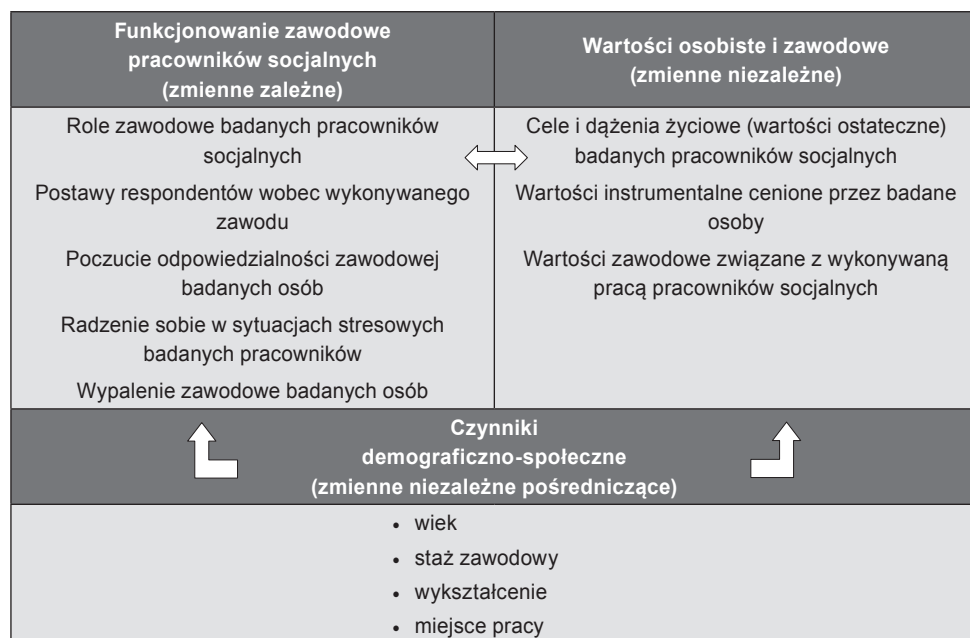 Funkcjonowanie zawodowe
pracowników socjalnych
(zmienne zależne)
Wartości osobiste i zawodowe
(zmienne niezależne)
Role zawodowe badanych pracowników
socjalnych
Postawy respondentów wobec wykonywanego
zawodu
Poczucie odpowiedzialności zawodowej
badanych osób
Radzenie sobie w sytuacjach stresowych
badanych pracowników
Wypalenie zawodowe badanych osób
Cele i dążenia życiowe (wartości ostateczne)
badanych pracowników socjalnych
Wartości instrumentalne cenione przez badane
osoby
Wartości zawodowe związane z wykonywaną
pracą pracowników socjalnych
Czynniki
demograficzno-społeczne
(zmienne niezależne pośredniczące)
• wiek
• staż zawodowy
• wykształcenie
• miejsce pracy